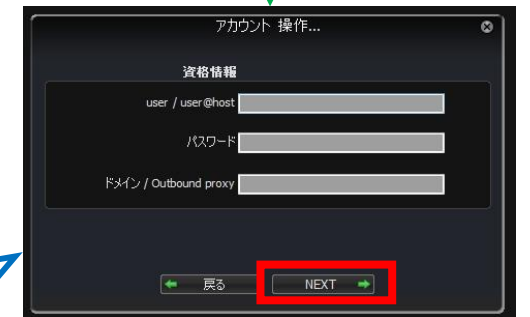 アカウント 操作...
資格情報
user / user@host
パスワード
ドメイン / Outbound proxy
戻る
NEXT